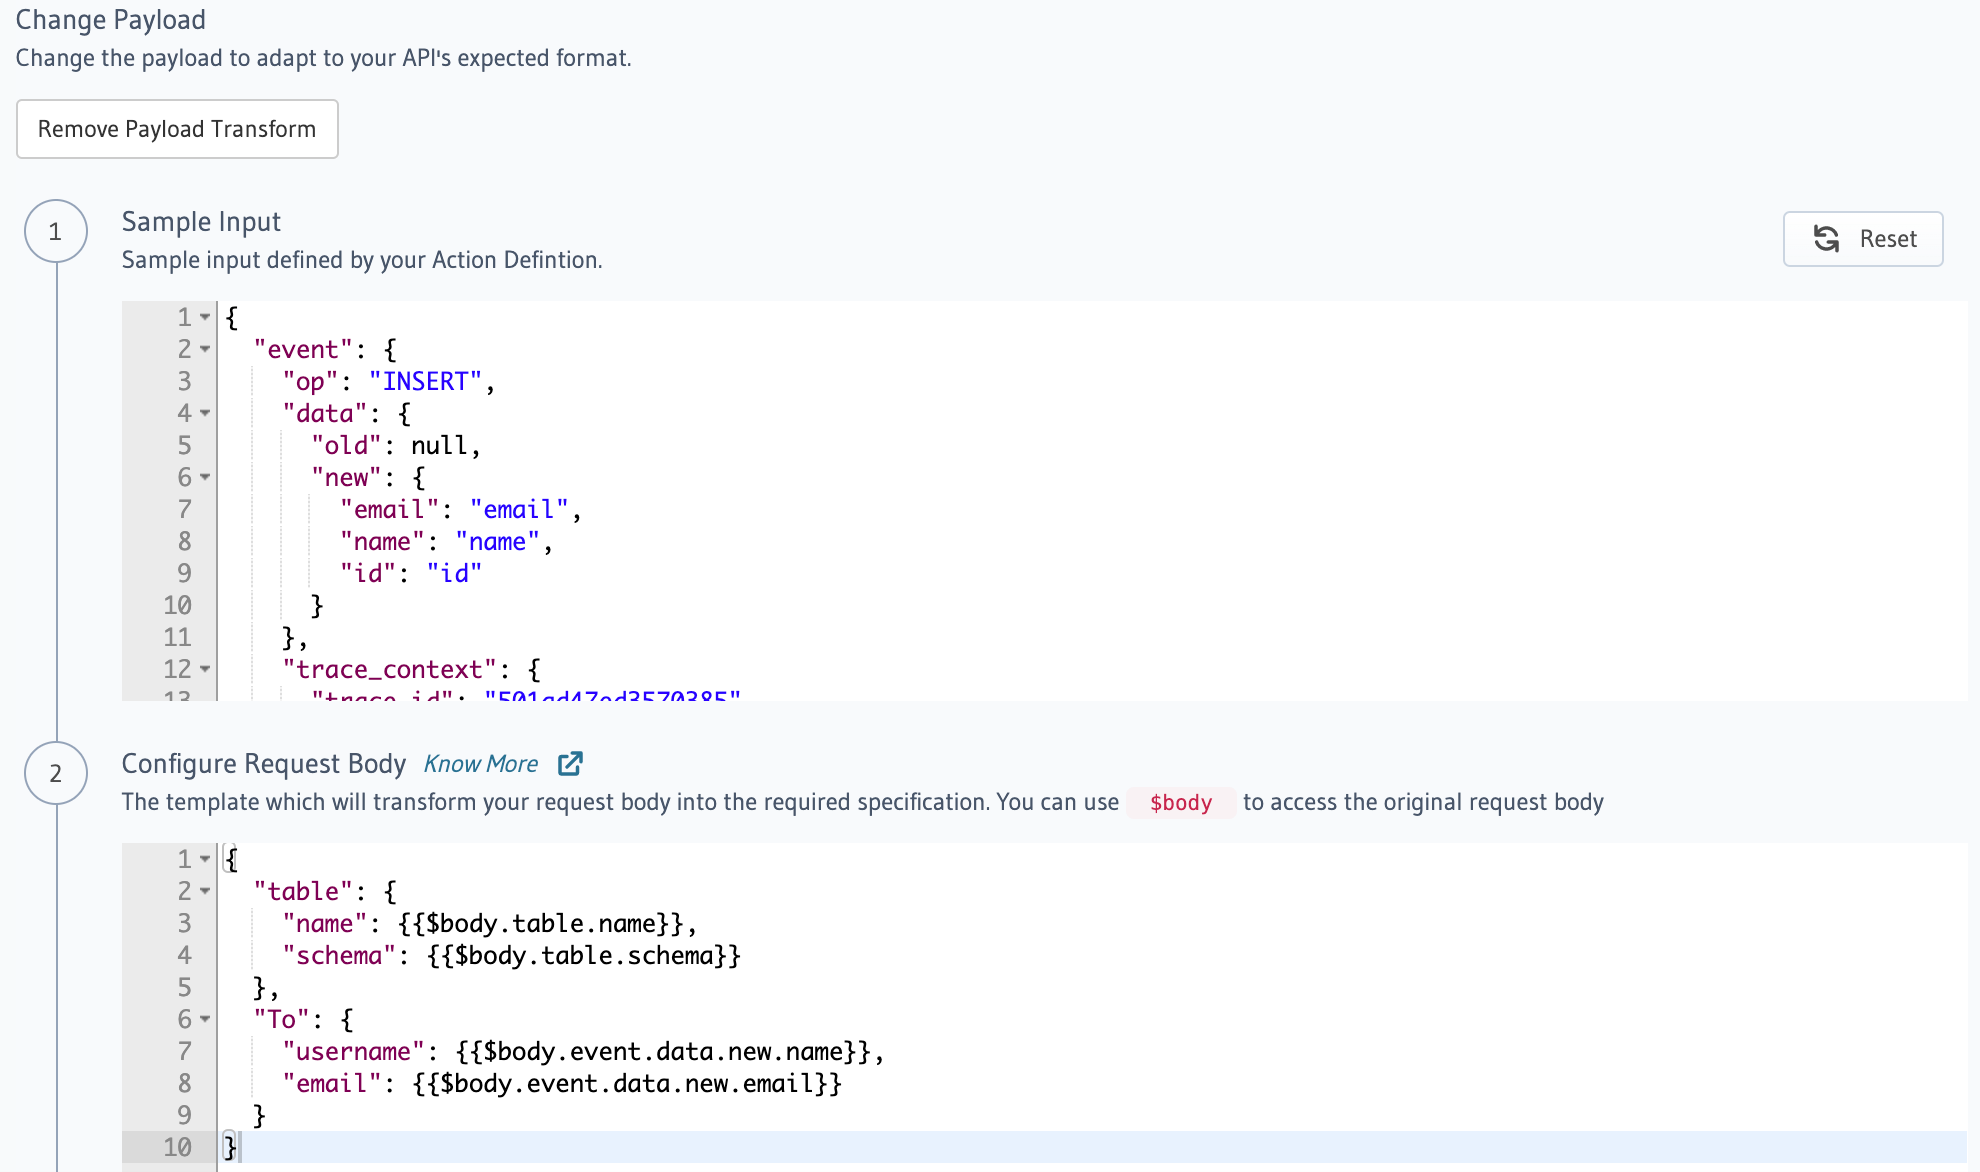 Change Payload
Change the payload to adapt to your API's expected format.
Remove Payload Transform
1
Sample Input
Reset
Sample input defined by your Action Defintion.
1 {
2 "event": {
3 "op": "INSERT",
4 "data": {
5 "old": null,
6 "new": {
7 "email": "email",
8 "name": "name",
9 "id": "id"
10 }
11 },
12 "trace_context": {
13 "trace_id":
2
Configure Request Body Know More
The template which will transform your request body into the required specification. You can use $body to access the original request body
1 {
2 "table": {
3 "name": {{$body.table.name}},
4 "schema": {{$body.table.schema}}
5 },
6 "To": {
7 "username": {{$body.event.data.new.name}},
8 "email": {{$body.event.data.new.email}}
9 }
10 }